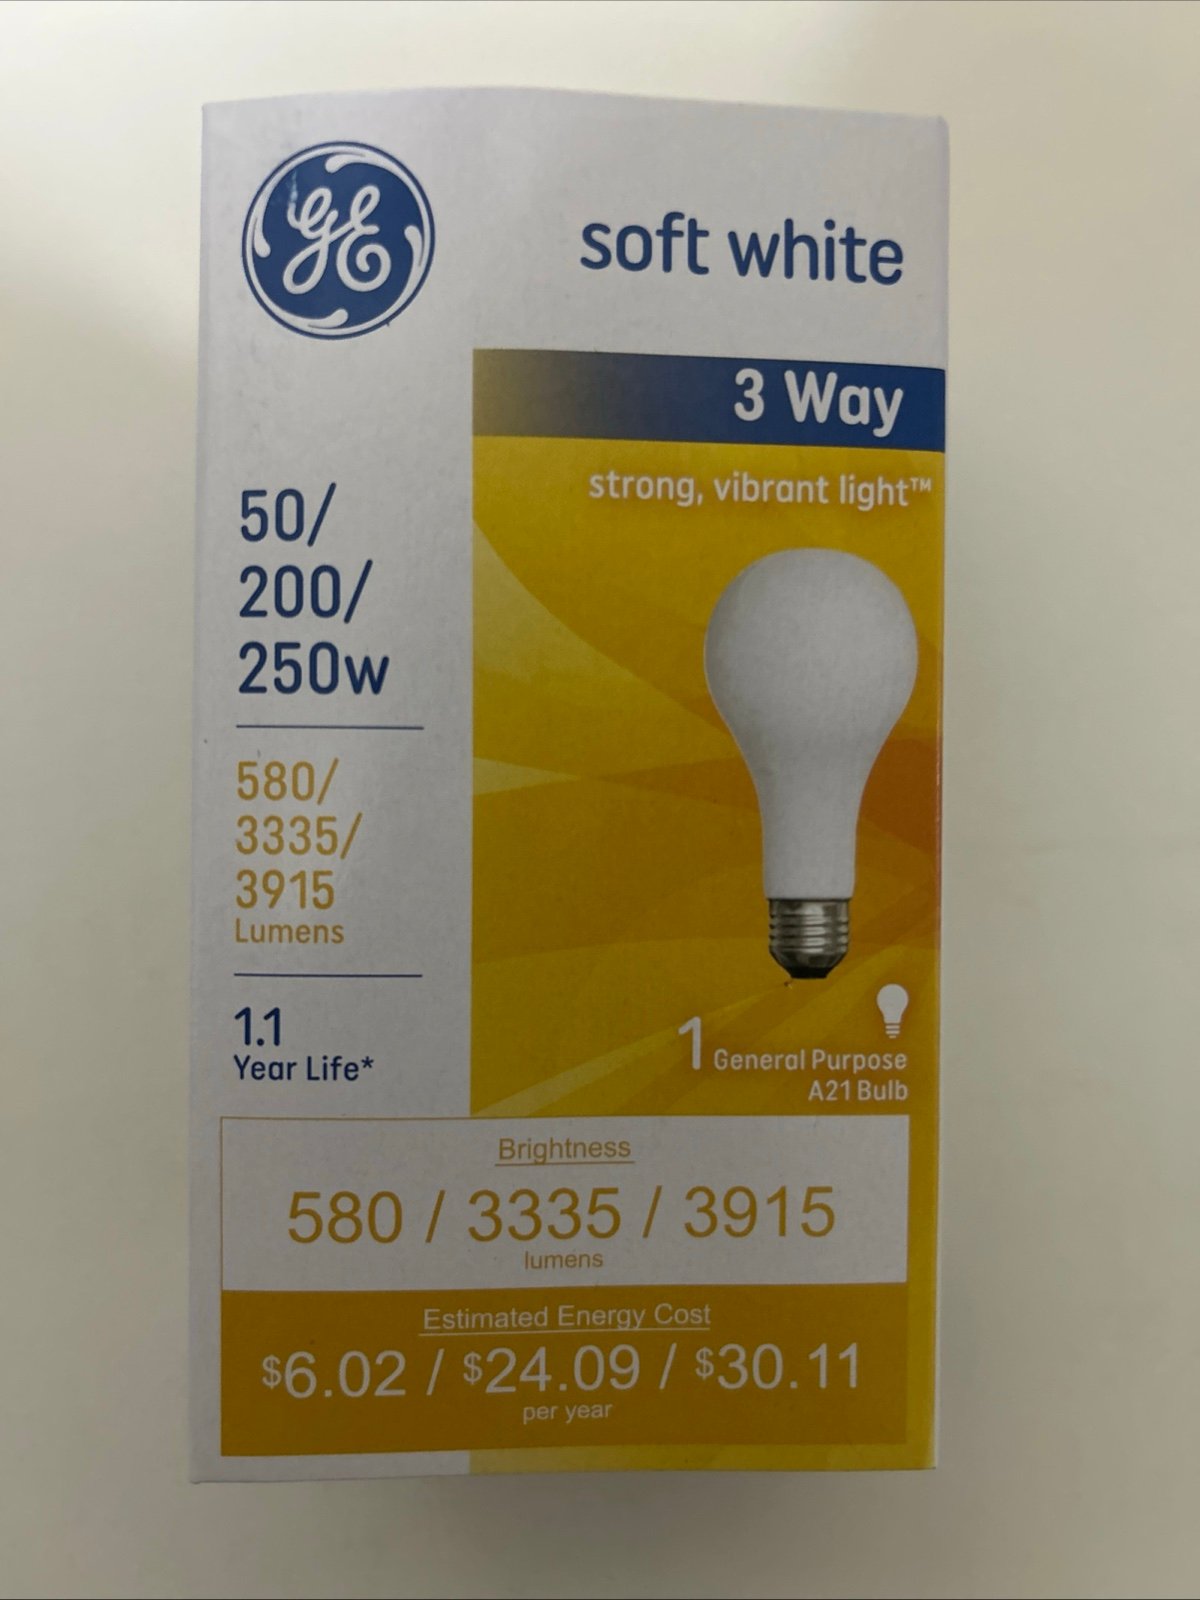 GE
soft white
3 Way
strong, vibrant light™
50/
200/
250w
580/
3335/
3915
Lumens
1.1
Year Life*
1 General Purpose
A21 Bulb
Brightness
580 / 3335 / 3915
lumens
Estimated Energy Cost
$6.02 / $24.09 / $30.11
per year